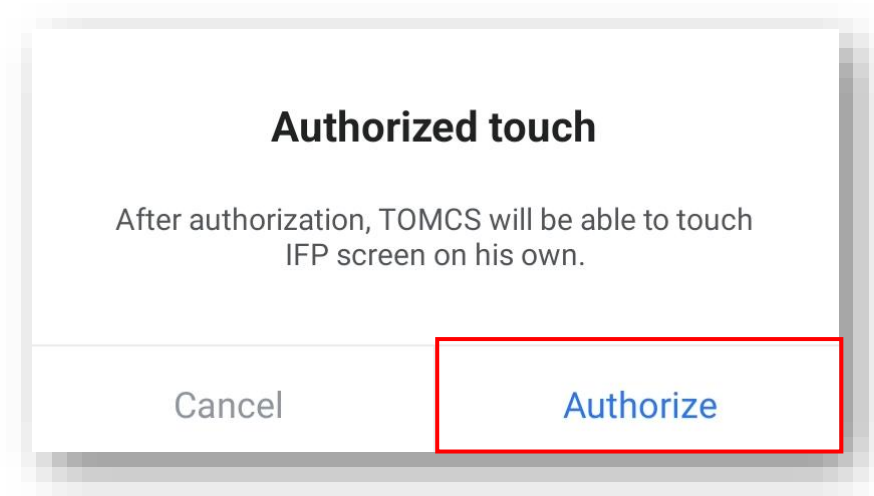 Authorized touch
After authorization, TOMCS will be able to touch
IFP screen on his own.
Cancel
Authorize